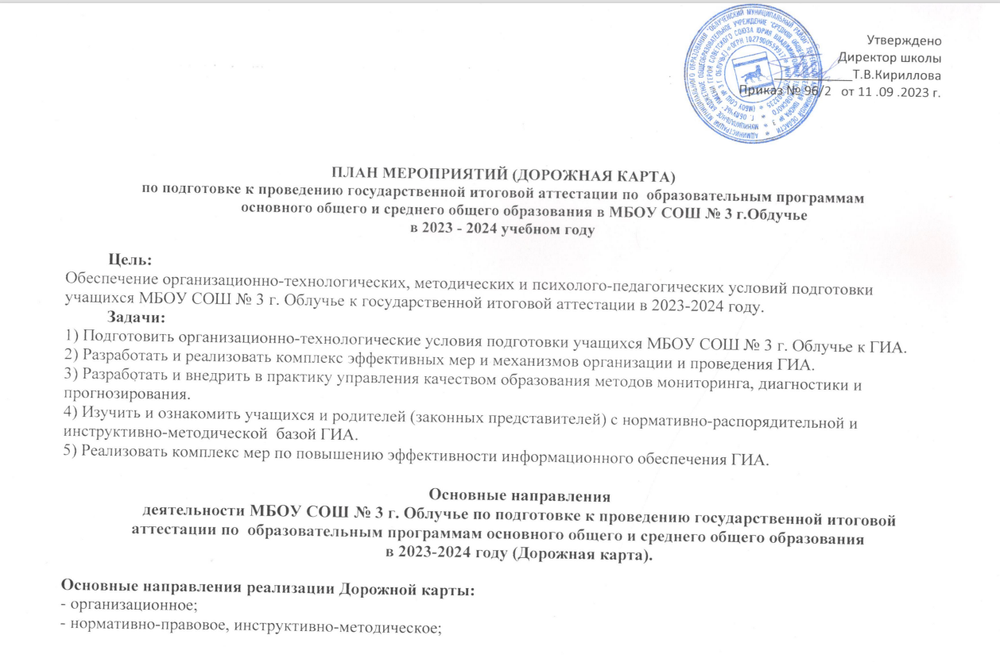 Утверждено
Директор школы
____________Т.В.Кириллова
Приказ № 96/2 от 11 .09 .2023 г.
ПЛАН МЕРОПРИЯТИЙ (ДОРОЖНАЯ КАРТА)
по подготовке к проведению государственной итоговой аттестации по образовательным программам
основного общего и среднего общего образования в МБОУ СОШ № 3 г.Обдучье
в 2023 - 2024 учебном году
Цель:
Обеспечение организационно-технологических, методических и психолого-педагогических условий подготовки
учащихся МБОУ СОШ № 3 г. Облучье к государственной итоговой аттестации в 2023-2024 году.
Задачи:
1) Подготовить организационно-технологические условия подготовки учащихся МБОУ СОШ № 3 г. Облучье к ГИА.
2) Разработать и реализовать комплекс эффективных мер и механизмов организации и проведения ГИА.
3) Разработать и внедрить в практику управления качеством образования методов мониторинга, диагностики и
прогнозирования.
4) Изучить и ознакомить учащихся и родителей (законных представителей) с нормативно-распорядительной и
инструктивно-методической базой ГИА.
5) Реализовать комплекс мер по повышению эффективности информационного обеспечения ГИА.
Основные направления
деятельности МБОУ СОШ № 3 г. Облучье по подготовке к проведению государственной итоговой
аттестации по образовательным программам основного общего и среднего общего образования
в 2023-2024 году (Дорожная карта).
Основные направления реализации Дорожной карты:
- организационное;
- нормативно-правовое, инструктивно-методическое;